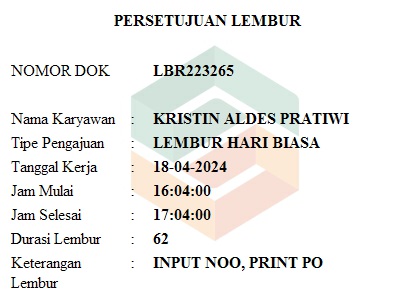 PERSETUJUAN LEMBUR
NOMOR DOK LBR223265
Nama Karyawan : KRISTIN ALDES PRATIWI
Tipe Pengajuan : LEMBUR HARI BIASA
Tanggal Kerja : 18-04-2024
Jam Mulai : 16:04:00
Jam Selesai : 17:04:00
Durasi Lembur : 62
Keterangan : INPUT NOO, PRINT PO
Lembur